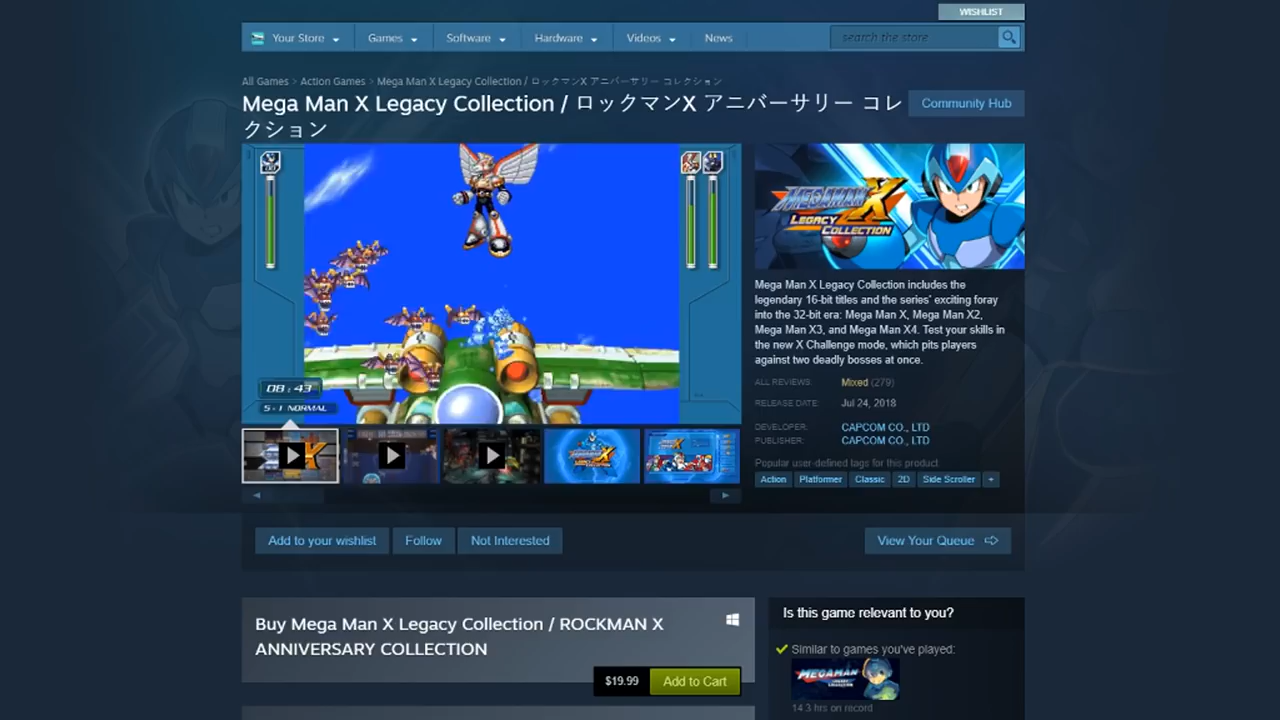 WISHLIST
Your Store Games Software Hardware Videos News search the store
All Games > Action Games > Mega Man X Legacy Collection / ロックマンX アニバーサリー コレクション
Mega Man X Legacy Collection / ロックマンX アニバーサリー コレ
クション
Community Hub
MEGAMAN X
LEGACY
COLLECTION
Mega Man X Legacy Collection includes the
legendary 16-bit titles and the series' exciting foray
into the 32-bit era: Mega Man X, Mega Man X2,
Mega Man X3, and Mega Man X4. Test your skills in
the new X Challenge mode, which pits players
against two deadly bosses at once.
ALL REVIEWS: Mixed (279)
RELEASE DATE: Jul 24, 2018
DEVELOPER: CAPCOM CO., LTD
PUBLISHER: CAPCOM CO., LTD
Popular user-defined tags for this product:
Action Platformer Classic 2D Side Scroller +
08:43
S-1 NORMAL
Add to your wishlist Follow Not Interested View Your Queue
Buy Mega Man X Legacy Collection / ROCKMAN X
ANNIVERSARY COLLECTION
$19.99 Add to Cart
Is this game relevant to you?
Similar to games you've played:
MEGAMAN
LEGACY
COLLECTION
14.3 hrs on record